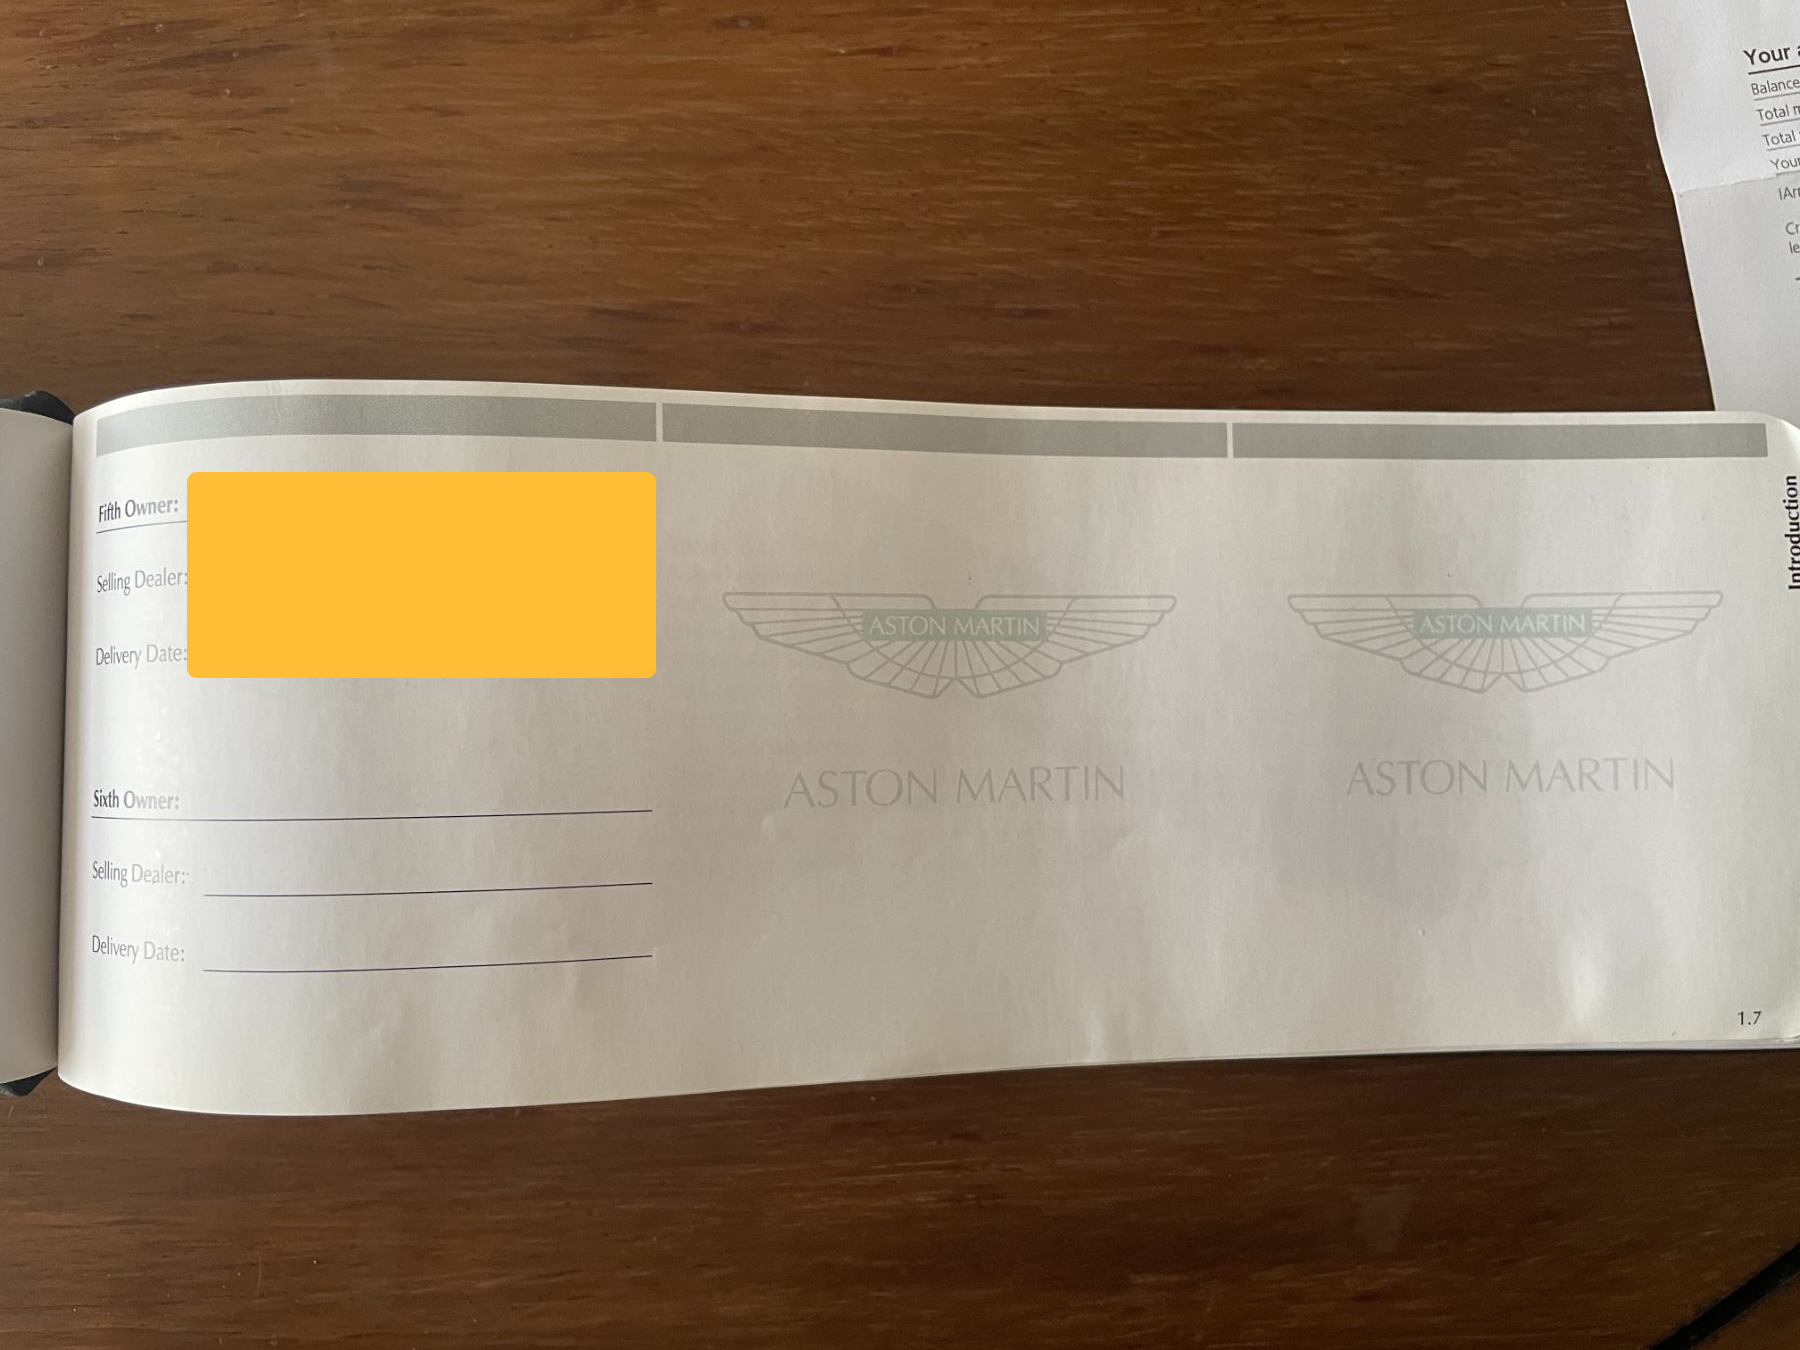 Fifth Owner:
Selling Dealer:
Delivery Date:
Sixth Owner:
Selling Dealer:
Delivery Date:
ASTON MARTIN
ASTON MARTIN
ASTON MARTIN
ASTON MARTIN
Introduction
1.7
Your
Balance
Total
Total